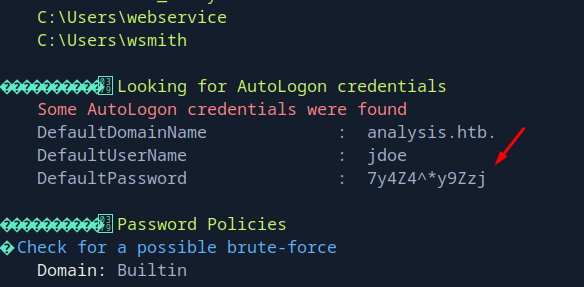 C:\Users\webservice
C:\Users\wsmith
Looking for AutoLogon credentials
Some AutoLogon credentials were found
DefaultDomainName : analysis.htb.
DefaultUserName : jdoe
DefaultPassword : 7y4Z4^*y9Zzj
Password Policies
Check for a possible brute-force
Domain: Builtin